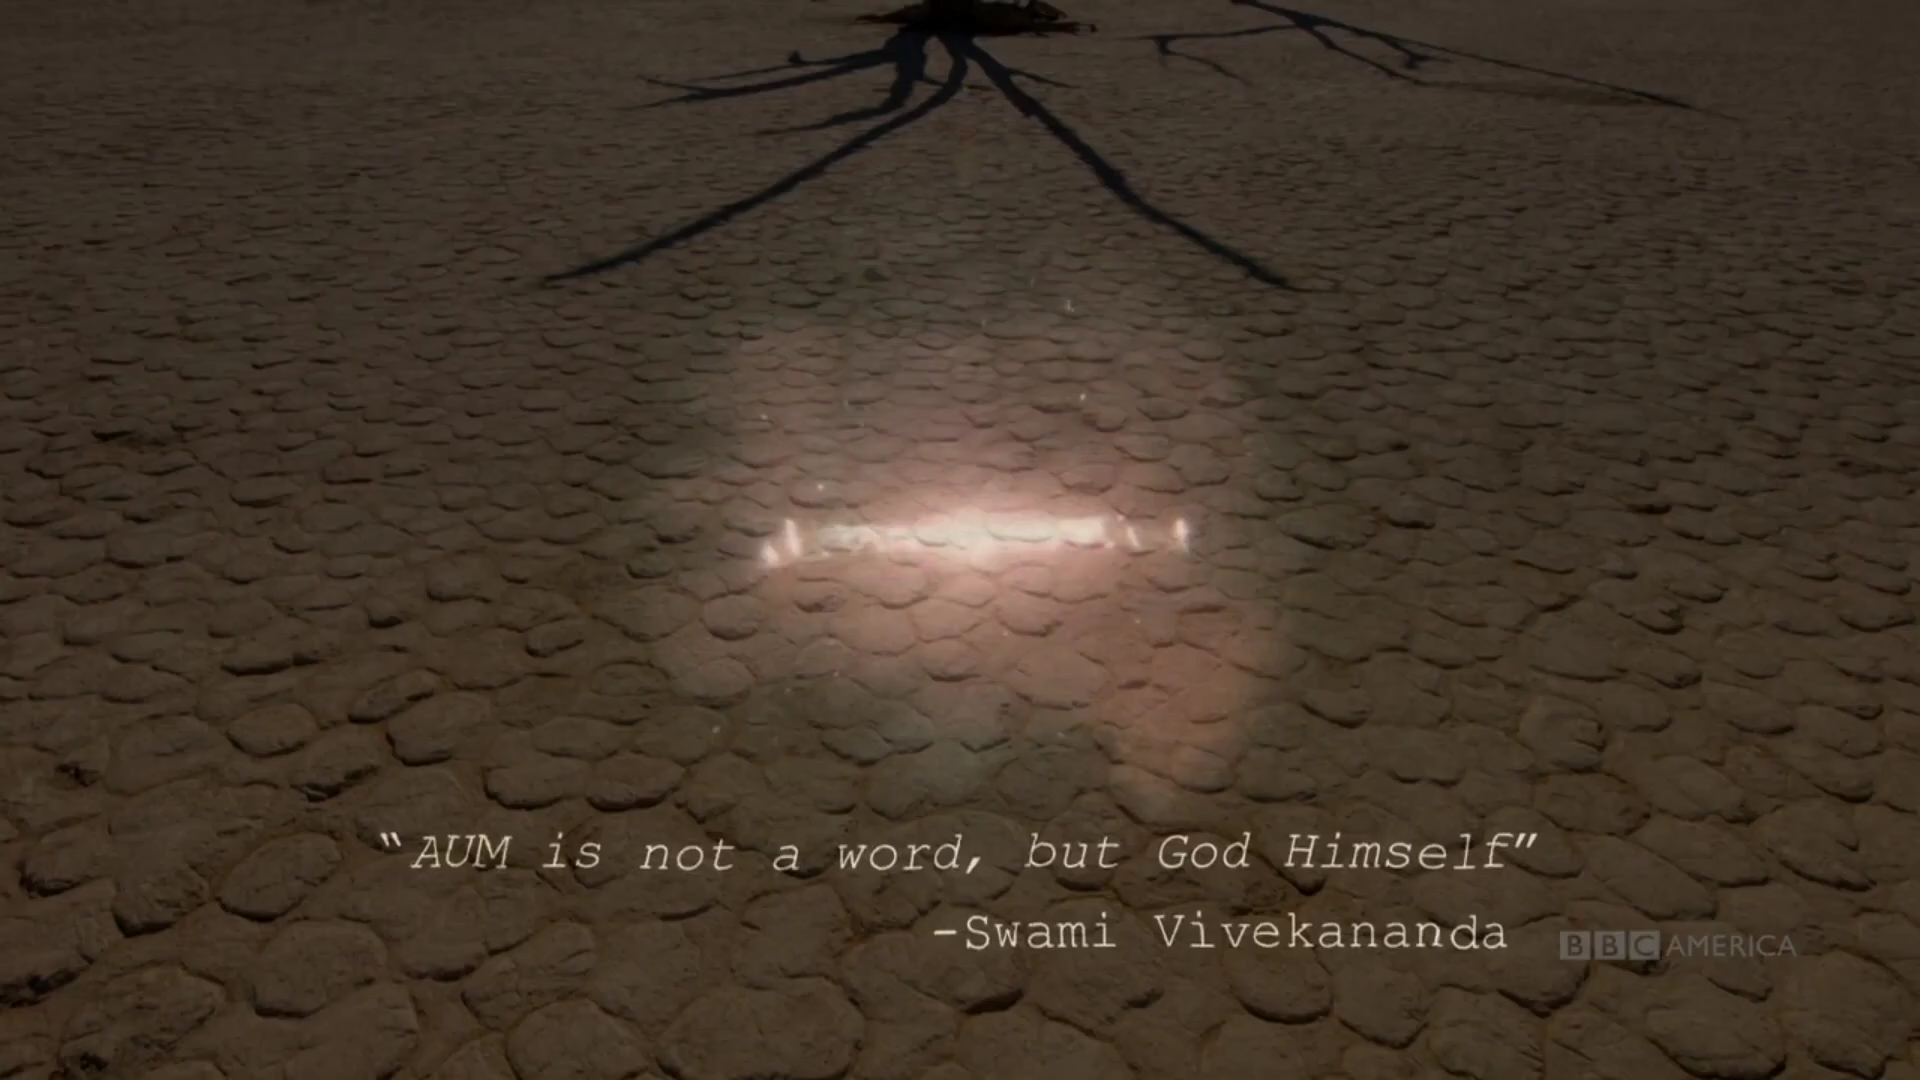 “AUM is not a word, but God Himself”
-Swami Vivekananda
BBC AMERICA